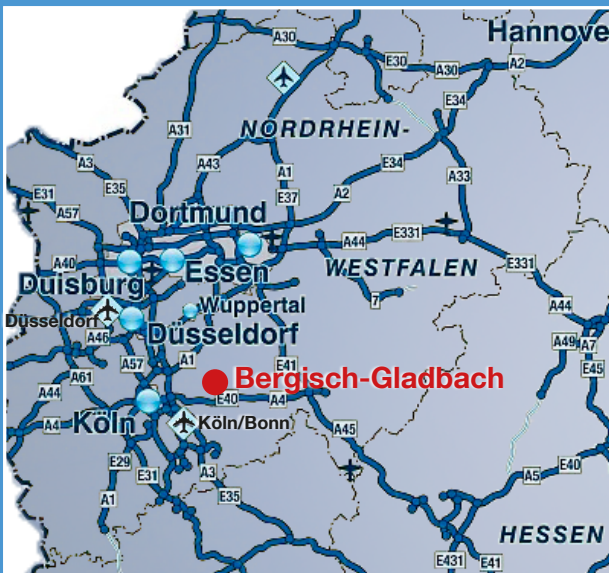 A30
Hannove
E30
A30
A2
A31
E34
NORDRHEIN-
A3
A43
A1
E34
A33
E31
E35
A57
E37
A2
Dortmund
E331
A44
A40
Essen
WESTFALEN
E331
Duisburg
7
A44
Wuppertal
Düsseldorf
Düsseldorf
A46
A49
A7
A57
A1
E41
E45
A61
Bergisch-Gladbach
A44
E40
A4
A4
Köln
Köln/Bonn
A45
E29
E31
A3
A5
E40
A1
E35
HESSEN
E431
E41